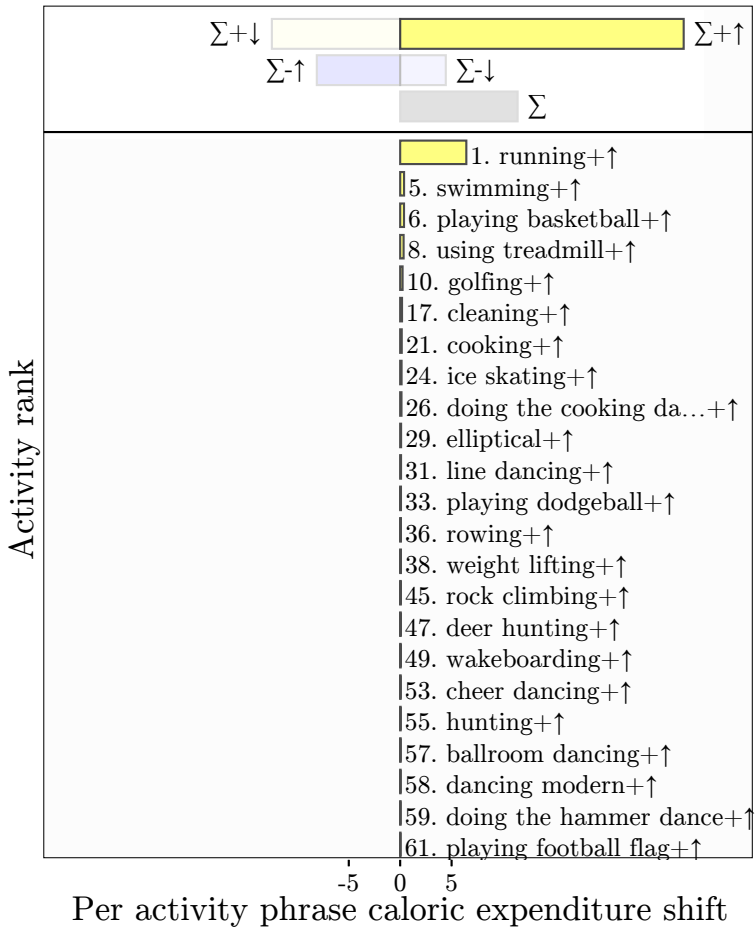 Σ+↓ Σ+↑
Σ-↑ Σ-↓
Σ
1. running+↑
5. swimming+↑
6. playing basketball+↑
8. using treadmill+↑
10. golfing+↑
17. cleaning+↑
21. cooking+↑
24. ice skating+↑
26. doing the cooking da...+↑
29. elliptical+↑
31. line dancing+↑
33. playing dodgeball+↑
36. rowing+↑
38. weight lifting+↑
45. rock climbing+↑
47. deer hunting+↑
49. wakeboarding+↑
53. cheer dancing+↑
55. hunting+↑
57. ballroom dancing+↑
58. dancing modern+↑
59. doing the hammer dance+↑
61. playing football flag+↑
Activity rank
-5 0 5
Per activity phrase caloric expenditure shift